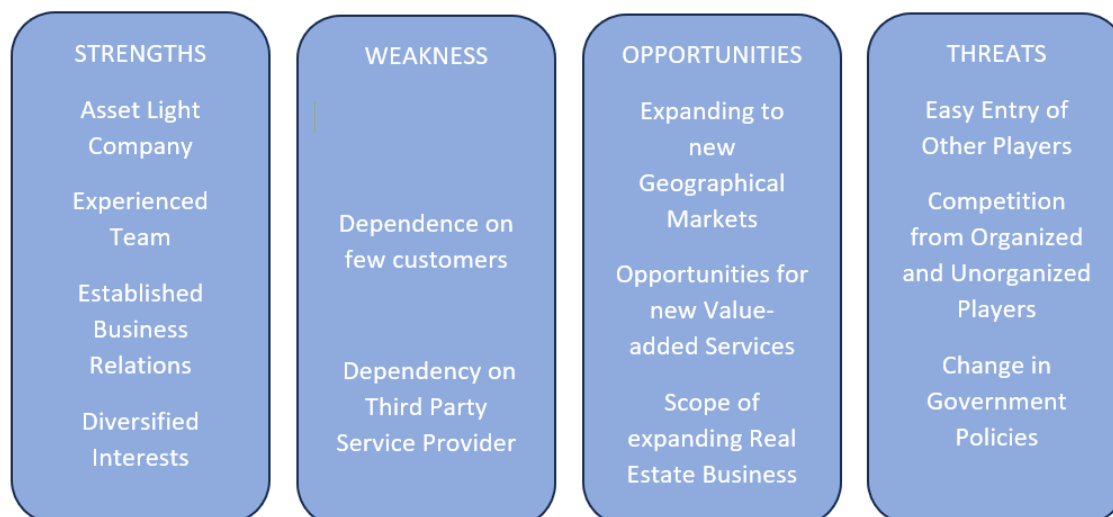 STRENGTHS
Asset Light
Company
Experienced
Team
Established
Business
Relations
Diversified
Interests
WEAKNESS
Dependence on
few customers
Dependency on
Third Party
Service Provider
OPPORTUNITIES
Expanding to
new
Geographical
Markets
Opportunities for
new Value-
added Services
Scope of
expanding Real
Estate Business
THREATS
Easy Entry of
Other Players
Competition
from Organized
and Unorganized
Players
Change in
Government
Policies